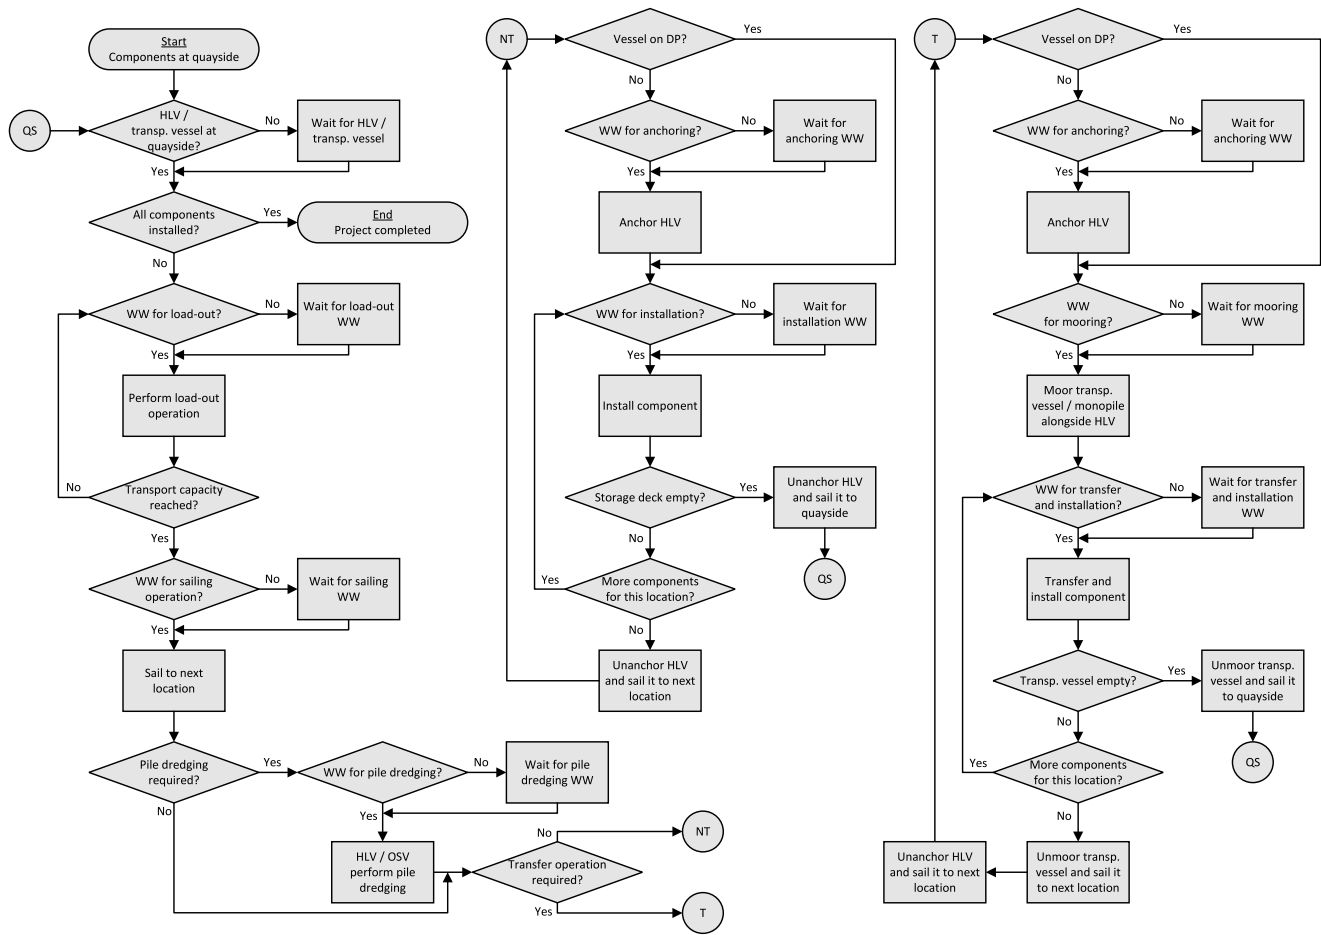 Start
Components at quayside
QS
HLV /
transp. vessel at
quayside?
No
Wait for HLV /
transp. vessel
Yes
All components
installed?
Yes
End
Project completed
No
WW for load-out?
No
Wait for load-out
WW
Yes
Perform load-out
operation
No
Transport capacity
reached?
Yes
WW for sailing
operation?
No
Wait for sailing
WW
Yes
Sail to next
location
Pile dredging
required?
Yes
WW for pile dredging?
No
Wait for pile
dredging WW
No
Yes
HLV / OSV
perform pile
dredging
Transfer operation
required?
No
NT
Yes
T
NT
Vessel on DP?
Yes
No
WW for anchoring?
No
Wait for
anchoring WW
Yes
Anchor HLV
WW for installation?
No
Wait for
installation WW
Yes
Install component
Storage deck empty?
Yes
Unanchor HLV
and sail it to
quayside
No
QS
Yes
More components
for this location?
No
Unanchor HLV
and sail it to next
location
T
Vessel on DP?
Yes
No
WW for anchoring?
No
Wait for
anchoring WW
Yes
Anchor HLV
WW
for mooring?
No
Wait for mooring
WW
Yes
Moor transp.
vessel / monopile
alongside HLV
WW for transfer
and installation?
No
Wait for transfer
and installation
WW
Yes
Transfer and
install component
Transp. vessel empty?
Yes
Unmoor transp.
vessel and sail it
to quayside
No
QS
Yes
More components
for this location?
No
Unmoor transp.
vessel and sail it
to next location
Unanchor HLV
and sail it to next
location